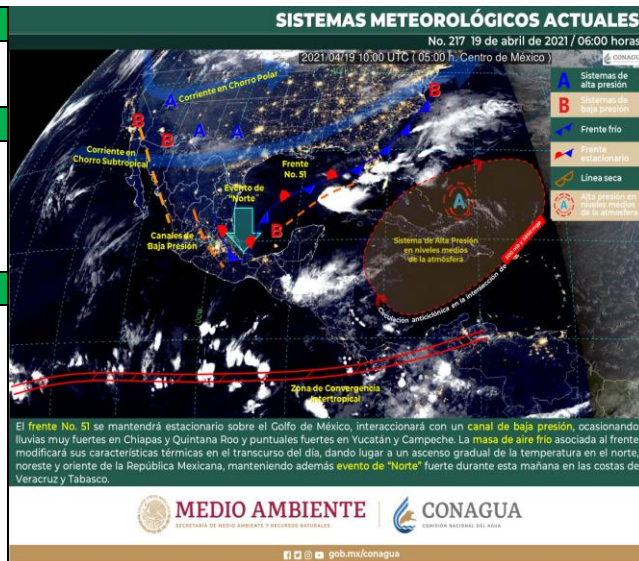 SISTEMAS METEOROLÓGICOS ACTUALES
No. 217 19 de abril de 2021 / 06:00 horas
2021/04/19 10:00 UTC ( 05:00 h. Centro de México )
CONAGUA
A Sistemas de alta presión
B Sistemas de baja presión
Frente frío
Frente estacionario
Línea seca
A Alta presión en niveles medios de la atmósfera
Corriente en Chorro Polar
A
B
B
B
A
A
Corriente en
Chorro Subtropical
Frente
No. 51
Evento de
"Norte"
A
Canales de
Baja Presión
B
Sistema de Alta Presión
en niveles medios
de la atmósfera
Circulación anticiclónica en la intersección de
Zona de Convergencia
Intertropical
El frente No. 51 se mantendrá estacionario sobre el Golfo de México, interaccionará con un canal de baja presión, ocasionando
lluvias muy fuertes en Chiapas y Quintana Roo y puntuales fuertes en Yucatán y Campeche. La masa de aire frío asociada al frente
modificará sus características térmicas en el transcurso del día, dando lugar a un ascenso gradual de la temperatura en el norte,
noreste y oriente de la República Mexicana, manteniendo además evento de "Norte" fuerte durante esta mañana en las costas de
Veracruz y Tabasco.
MEDIO AMBIENTE
SECRETARÍA DE MEDIO AMBIENTE Y RECURSOS NATURALES
CONAGUA
COMISIÓN NACIONAL DEL AGUA
gob.mx/conagua